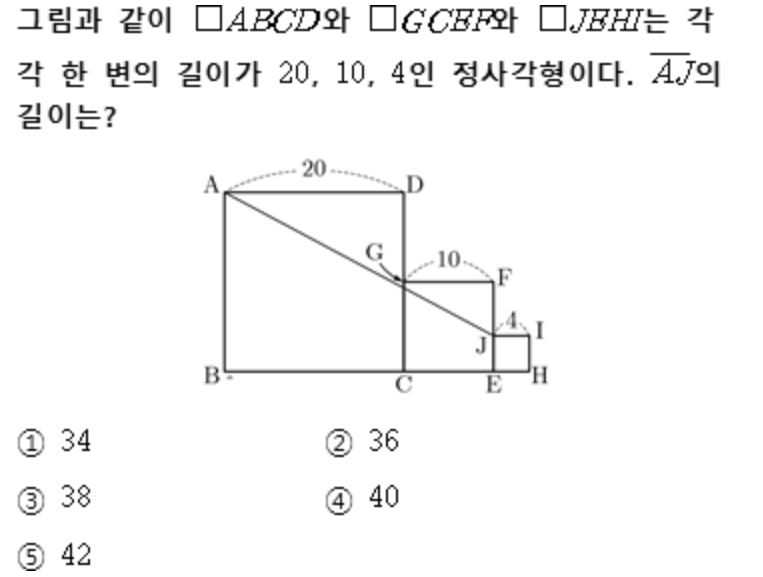 그림과 같이 □ABCD와 □GCEF와 □JEHI는 각
각 한 변의 길이가 20, 10, 4인 정사각형이다. \overline{AJ}의
길이는?
20
A
D
G
10
F
4
I
J
B
C
E
H
① 34
② 36
③ 38
④ 40
⑤ 42